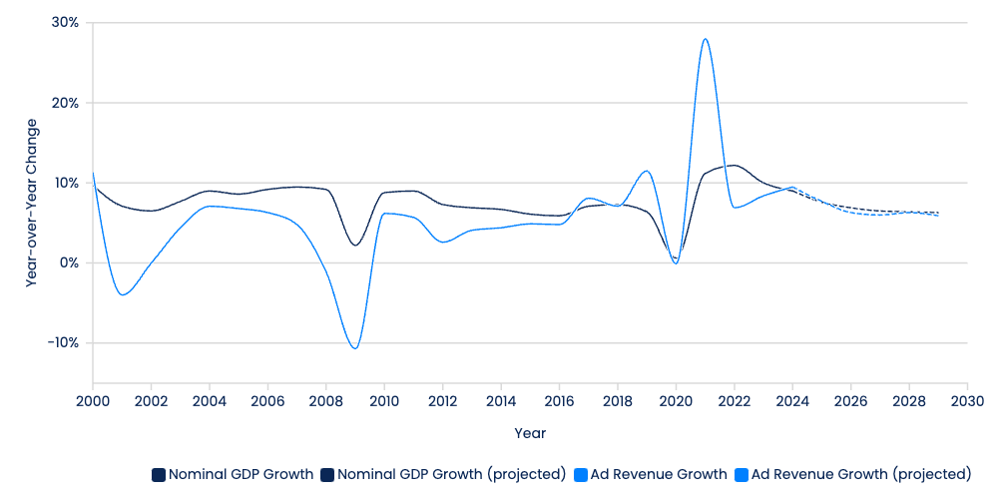 30%
20%
10%
0%
-10%
Year-over-Year Change
2000 2002 2004 2006 2008 2010 2012 2014 2016 2018 2020 2022 2024 2026 2028 2030
Year
Nominal GDP Growth Nominal GDP Growth (projected) Ad Revenue Growth Ad Revenue Growth (projected)